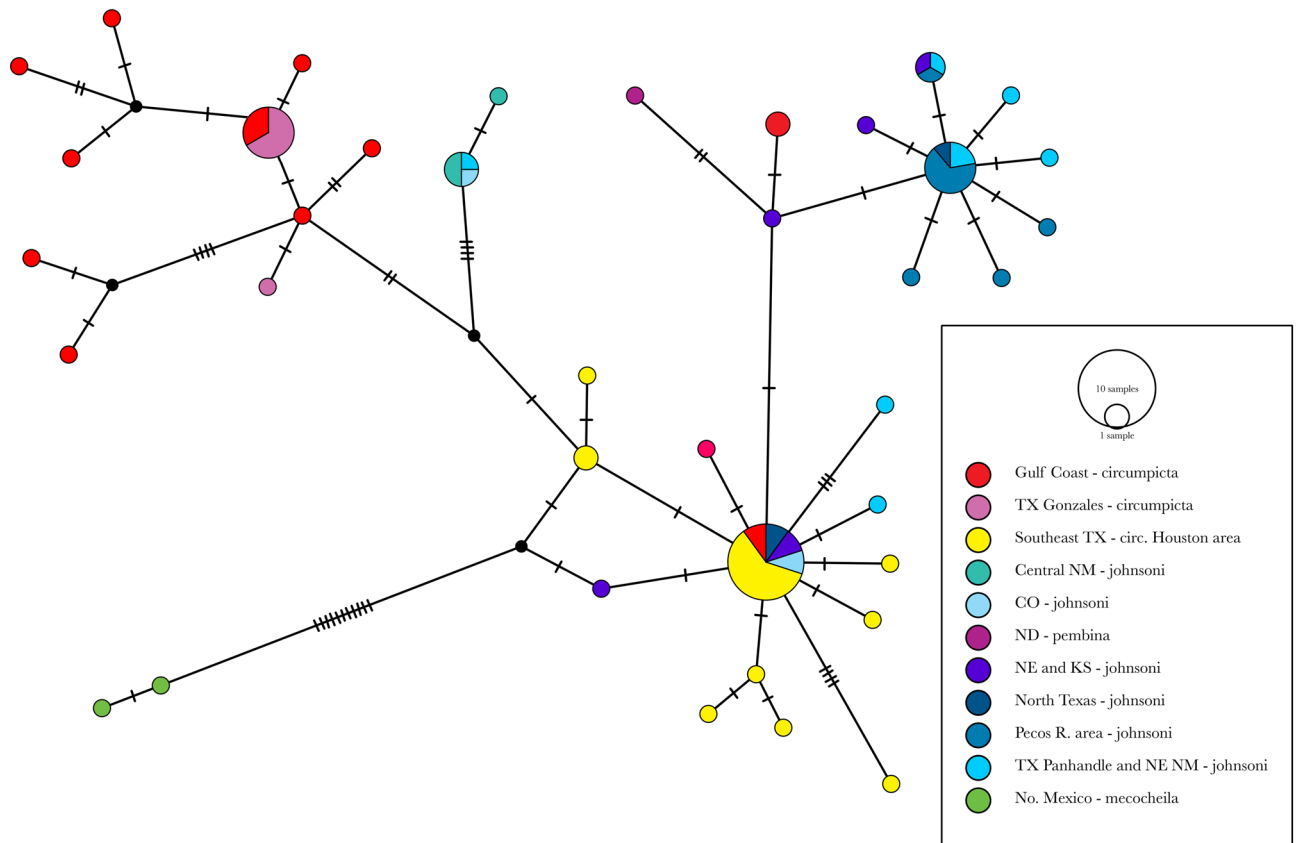 10 samples
1 sample
Gulf Coast - circumpicta
TX Gonzales - circumpicta
Southeast TX - circ. Houston area
Central NM - johnsoni
CO - johnsoni
ND - pembina
NE and KS - johnsoni
North Texas - johnsoni
Pecos R. area - johnsoni
TX Panhandle and NE NM - johnsoni
No. Mexico - mecocheila